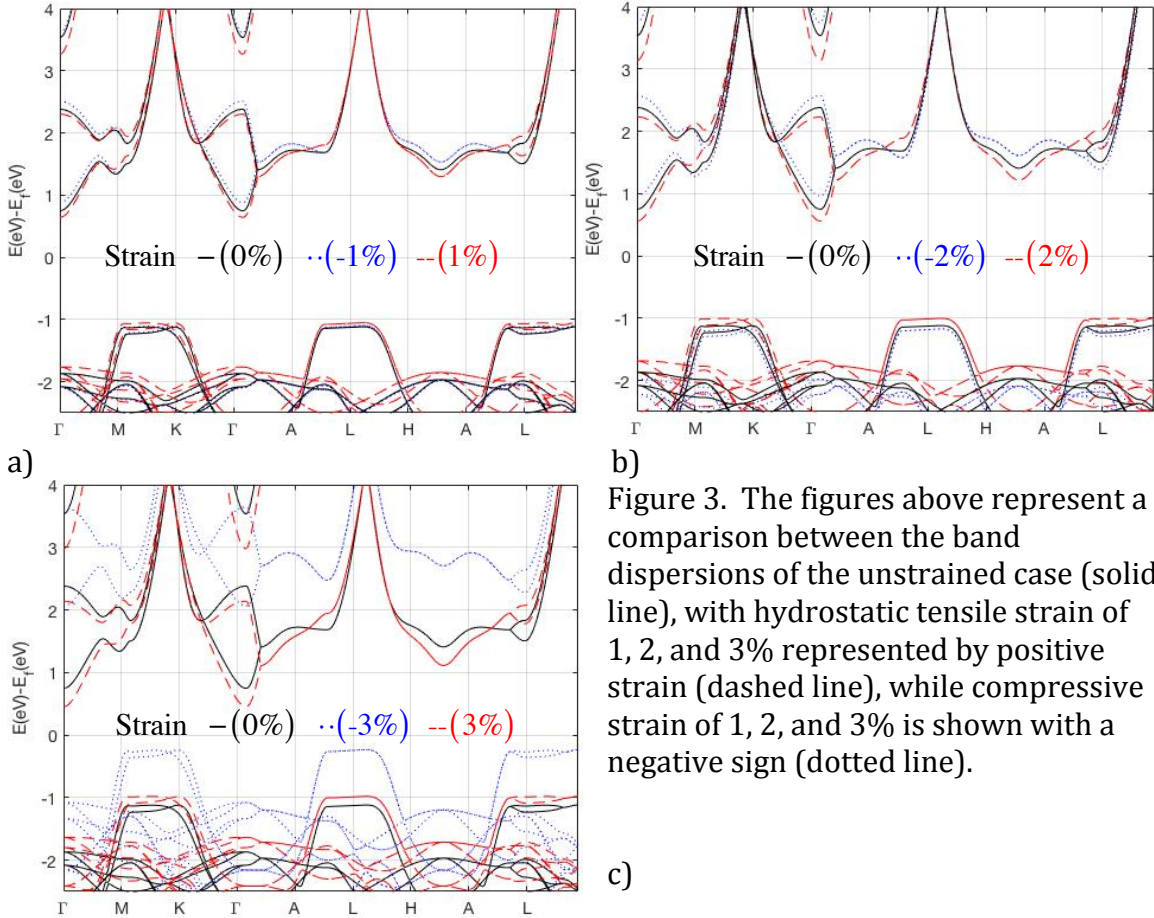 4
3
2
1
0
-1
-2
E(eV)-E_f(eV)
Strain –(0%) ··(-1%) --(1%)
Γ M K Γ A L H A L
a)
4
3
2
1
0
-1
-2
E(eV)-E_f(eV)
Strain –(0%) ··(-2%) --(2%)
Γ M K Γ A L H A L
b)
4
3
2
1
0
-1
-2
E(eV)-E_f(eV)
Strain –(0%) ··(-3%) --(3%)
Γ M K Γ A L H A L
Figure 3. The figures above represent a
comparison between the band
dispersions of the unstrained case (solid
line), with hydrostatic tensile strain of
1, 2, and 3% represented by positive
strain (dashed line), while compressive
strain of 1, 2, and 3% is shown with a
negative sign (dotted line).
c)